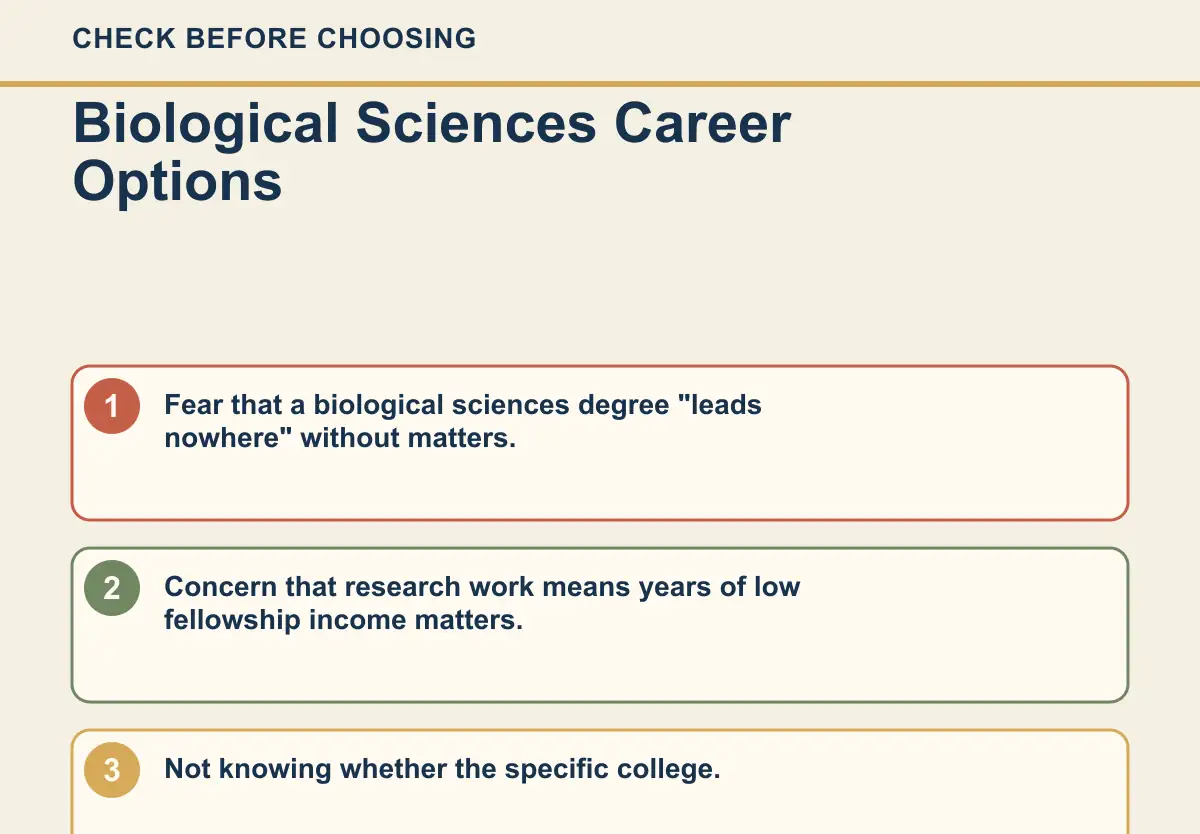 CHECK BEFORE CHOOSING
Biological Sciences Career
Options
1
Fear that a biological sciences degree "leads
nowhere" without matters.
2
Concern that research work means years of low
fellowship income matters.
3
Not knowing whether the specific college.